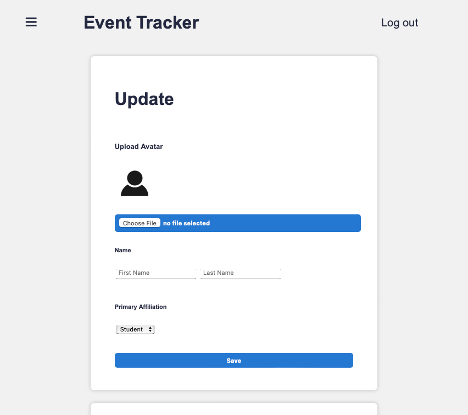 Event Tracker
Log out
Update
Upload Avatar
Choose File no file selected
Name
First Name Last Name
Primary Affiliation
Student
Save